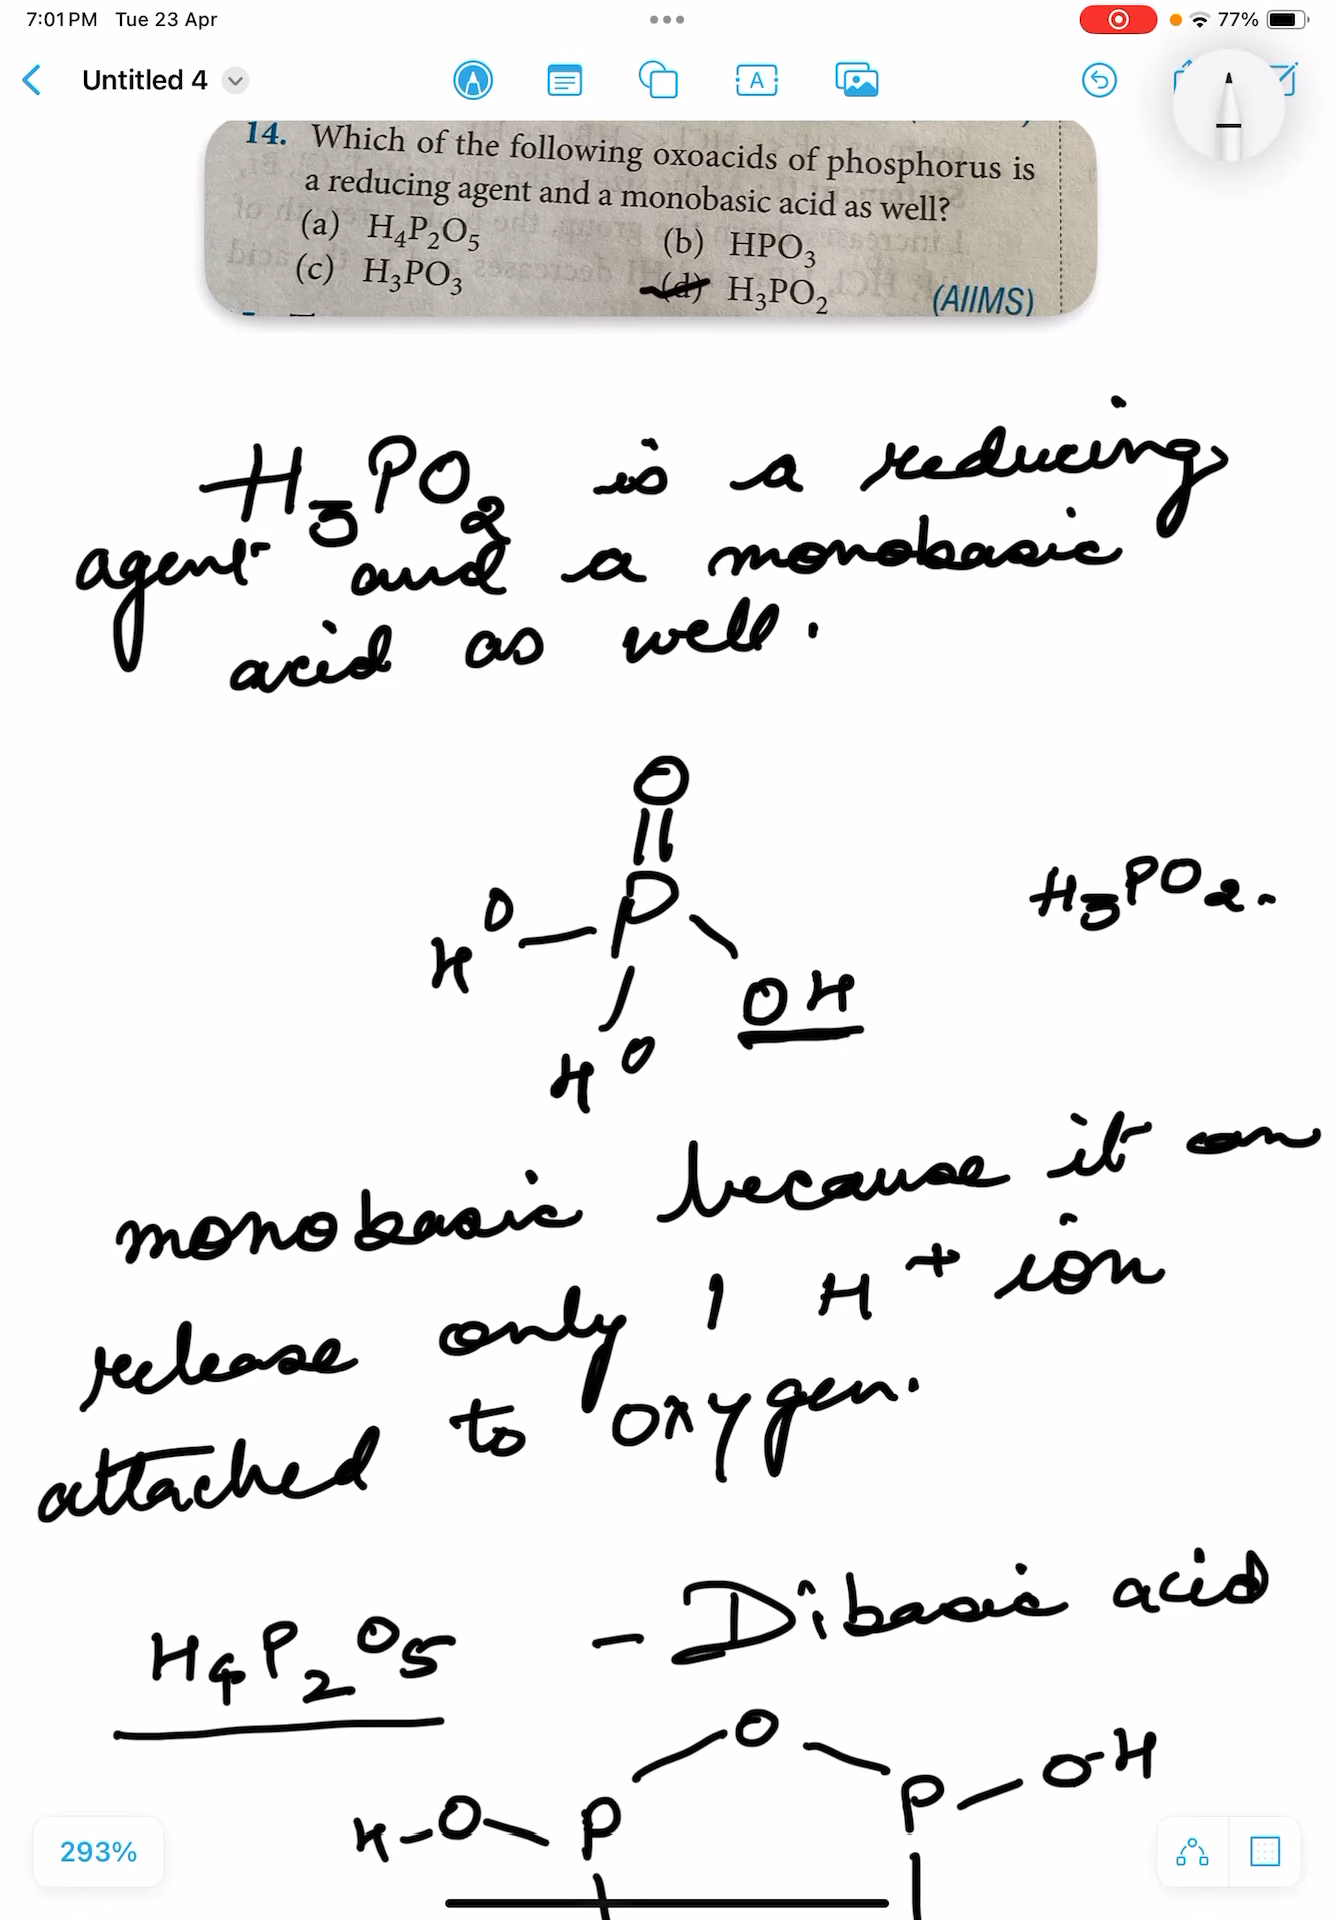 7:01 PM Tue 23 Apr
77%
Untitled 4
A
14. Which of the following oxoacids of phosphorus is
a reducing agent and a monobasic acid as well?
(a) H₄P₂O₅ (b) HPO₃
(c) H₃PO₃ (d) H₃PO₂
(AIIMS)
H₃PO₂ is a reducing
agent and a monobasic
acid as well.
O
HO P OH
HO
H₃PO₂.
monobasic because it can
release only 1 H⁺ ion
attached to oxygen.
H₄P₂O₅ - Dibasic acid
O
H-O-P P-O-H
293%